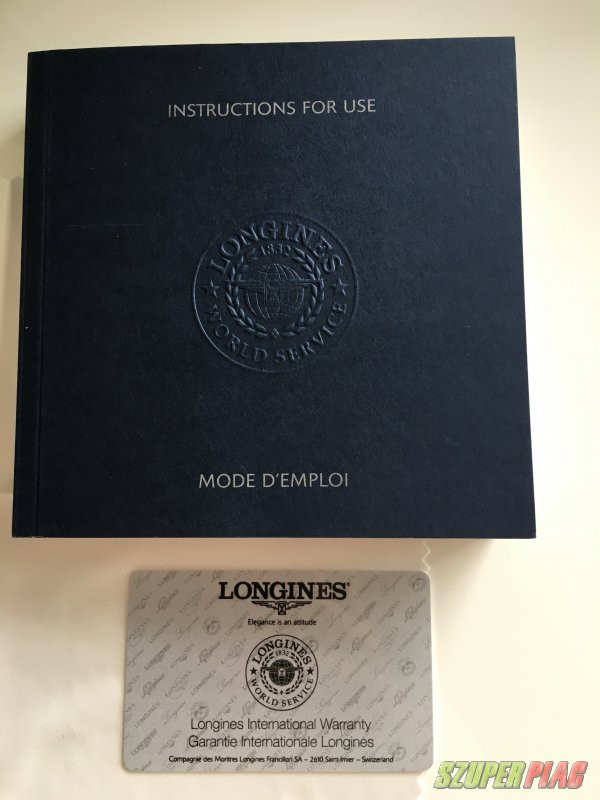 INSTRUCTIONS FOR USE
LONGINES
1832
WORLD SERVICE
MODE D'EMPLOI
LONGINES®
Elegance is an attitude
LONGINES
1832
WORLD SERVICE
Longines International Warranty
Garantie Internationale Longines
Compagnie des Montres Longines Francillon SA – 2610 Saint-Imier – Switzerland
SZUPERPIAC